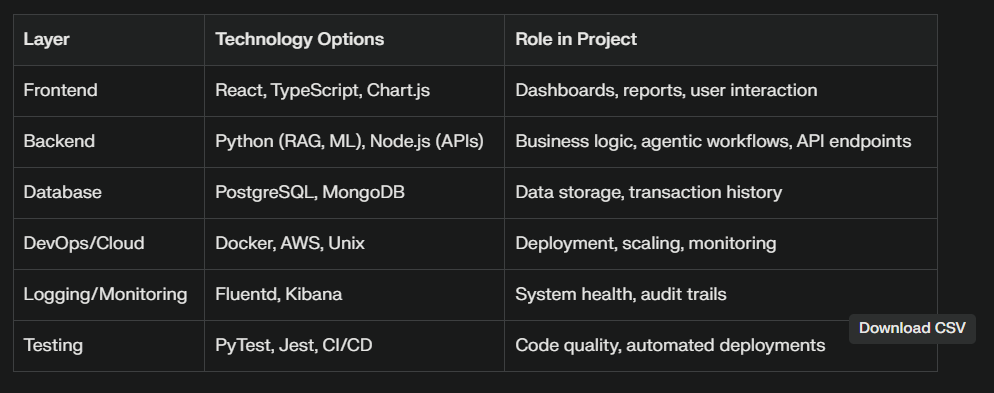 Layer Technology Options Role in Project
Frontend React, TypeScript, Chart.js Dashboards, reports, user interaction
Backend Python (RAG, ML), Node.js (APIs) Business logic, agentic workflows, API endpoints
Database PostgreSQL, MongoDB Data storage, transaction history
DevOps/Cloud Docker, AWS, Unix Deployment, scaling, monitoring
Logging/Monitoring Fluentd, Kibana System health, audit trails
Download CSV
Testing PyTest, Jest, CI/CD Code quality, automated deployments